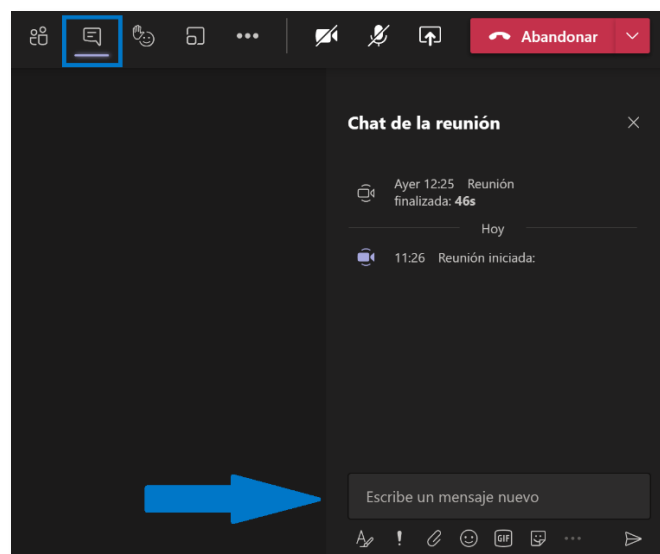 Abandonar
Chat de la reunión
Ayer 12:25 Reunión
finalizada: 46s
Hoy
11:26 Reunión iniciada:
Escribe un mensaje nuevo
GIF